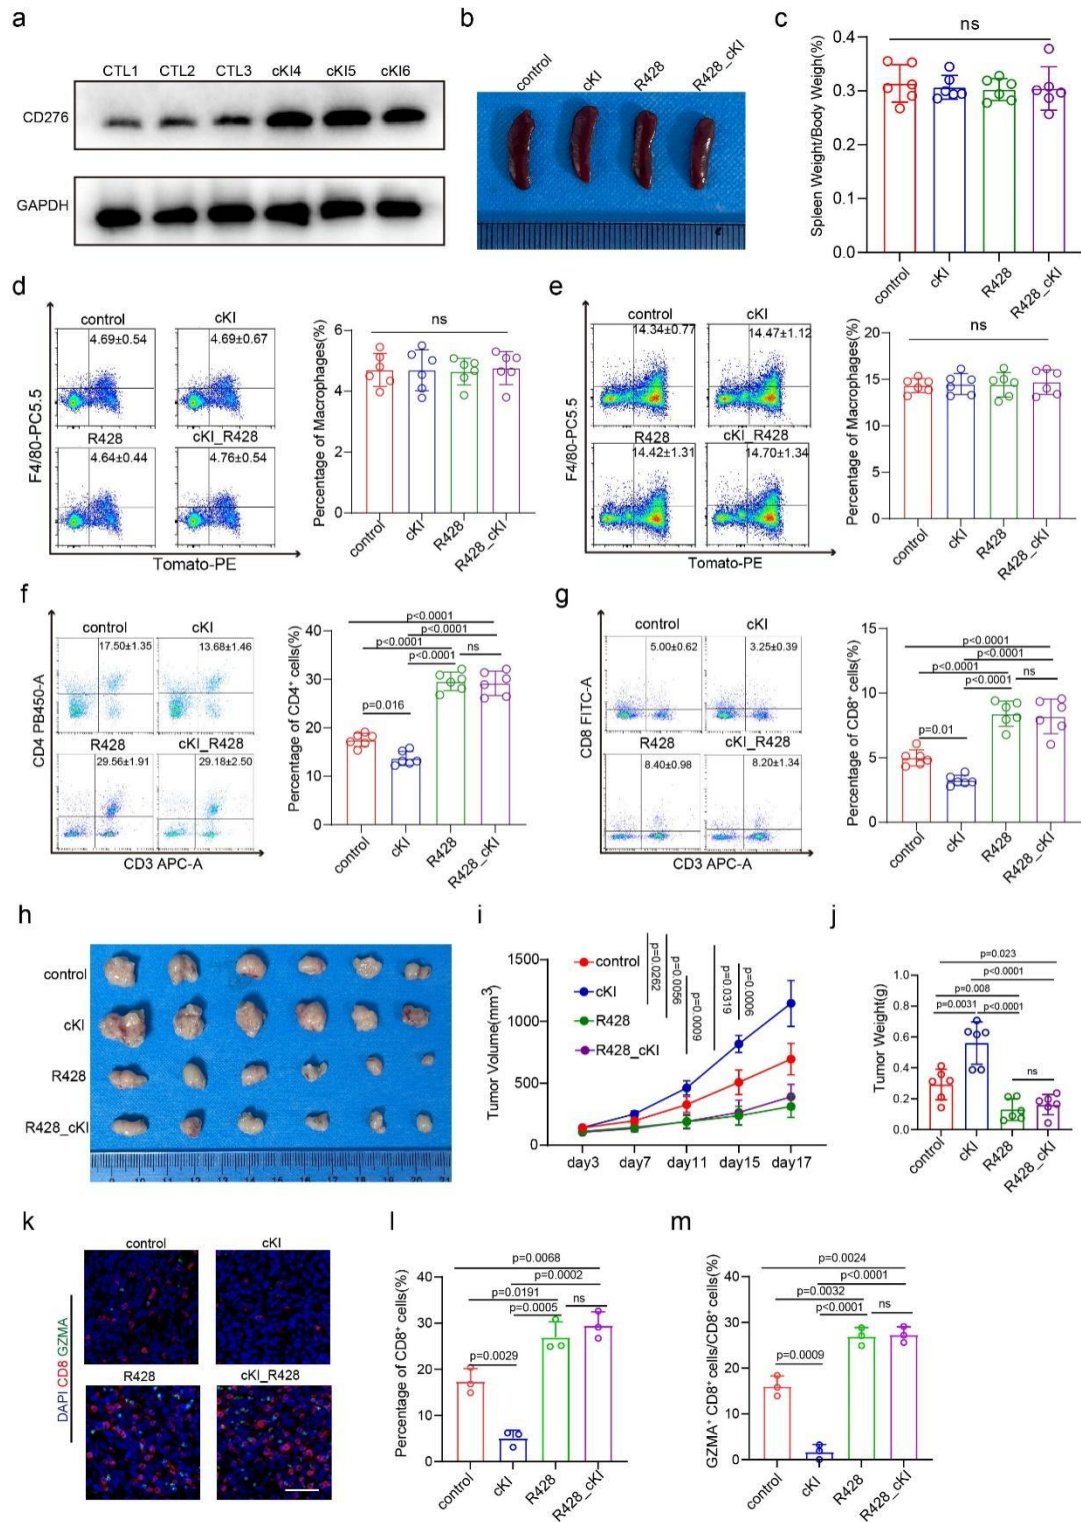 a
CTL1 CTL2 CTL3 cKI4 cKI5 cKI6
CD276
GAPDH
b
control cKI R428 R428_cKI
c
ns
Spleen Weight/Body Weigh(%)
0.4
0.3
0.2
0.1
0.0
control cKI R428 R428_cKI
d
control cKI
4.69±0.54 4.69±0.67
R428 cKI_R428
4.64±0.44 4.76±0.54
F4/80-PC5.5
Tomato-PE
ns
Percentage of Macrophages(%)
6
4
2
0
control cKI R428 R428_cKI
e
control cKI
14.34±0.77 14.47±1.12
R428 cKI_R428
14.42±1.31 14.70±1.34
F4/80-PC5.5
Tomato-PE
ns
Percentage of Macrophages(%)
20
15
10
5
0
control cKI R428 R428_cKI
f
control cKI
17.50±1.35 13.68±1.46
R428 cKI_R428
29.56±1.91 29.18±2.50
CD4 PB450-A
CD3 APC-A
p<0.0001
p<0.0001
p<0.0001 ns
p<0.0001
p=0.016
Percentage of CD4+ cells(%)
40
30
20
10
0
control cKI R428 R428_cKI
g
control cKI
5.00±0.62 3.25±0.39
R428 cKI_R428
8.40±0.98 8.20±1.34
CD8 FITC-A
CD3 APC-A
p<0.0001
p<0.0001
p<0.0001 ns
p<0.0001
p=0.01
Percentage of CD8+ cells(%)
15
10
5
0
control cKI R428 R428_cKI
h
control
cKI
R428
R428_cKI
9 10 11 12 13 14 15 16 17 18 19 20 21
i
Tumor Volume(mm3)
1500
1000
500
0
control
cKI
R428
R428_cKI
p=0.0262
p=0.0056
p=0.0009
p=0.0319
p=0.0006
day3 day7 day11 day15 day17
j
p=0.023
p<0.0001
p=0.008
p=0.0031 p<0.0001
ns
Tumor Weight(g)
1.0
0.8
0.6
0.4
0.2
0.0
control cKI R428 R428_cKI
k
control cKI
R428 cKI_R428
DAPI CD8 GZMA
l
p=0.0068
p=0.0002
p=0.0191
p=0.0005 ns
p=0.0029
Percentage of CD8+ cells(%)
40
30
20
10
0
control cKI R428 R428_cKI
m
p=0.0024
p<0.0001
p=0.0032
p<0.0001 ns
p=0.0009
GZMA+ CD8+ cells/CD8+ cells(%)
40
30
20
10
0
control cKI R428 R428_cKI